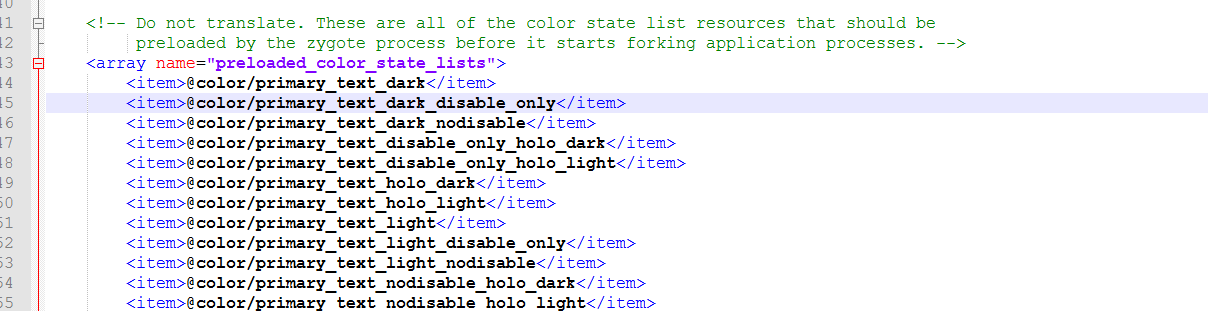 41 <!-- Do not translate. These are all of the color state list resources that should be
42 preloaded by the zygote process before it starts forking application processes. -->
43 <array name="preloaded_color_state_lists">
44 <item>@color/primary_text_dark</item>
45 <item>@color/primary_text_dark_disable_only</item>
46 <item>@color/primary_text_dark_nodisable</item>
47 <item>@color/primary_text_disable_only_holo_dark</item>
48 <item>@color/primary_text_disable_only_holo_light</item>
49 <item>@color/primary_text_holo_dark</item>
50 <item>@color/primary_text_holo_light</item>
51 <item>@color/primary_text_light</item>
52 <item>@color/primary_text_light_disable_only</item>
53 <item>@color/primary_text_light_nodisable</item>
54 <item>@color/primary_text_nodisable_holo_dark</item>
55 <item>@color/primary_text_nodisable_holo_light</item>